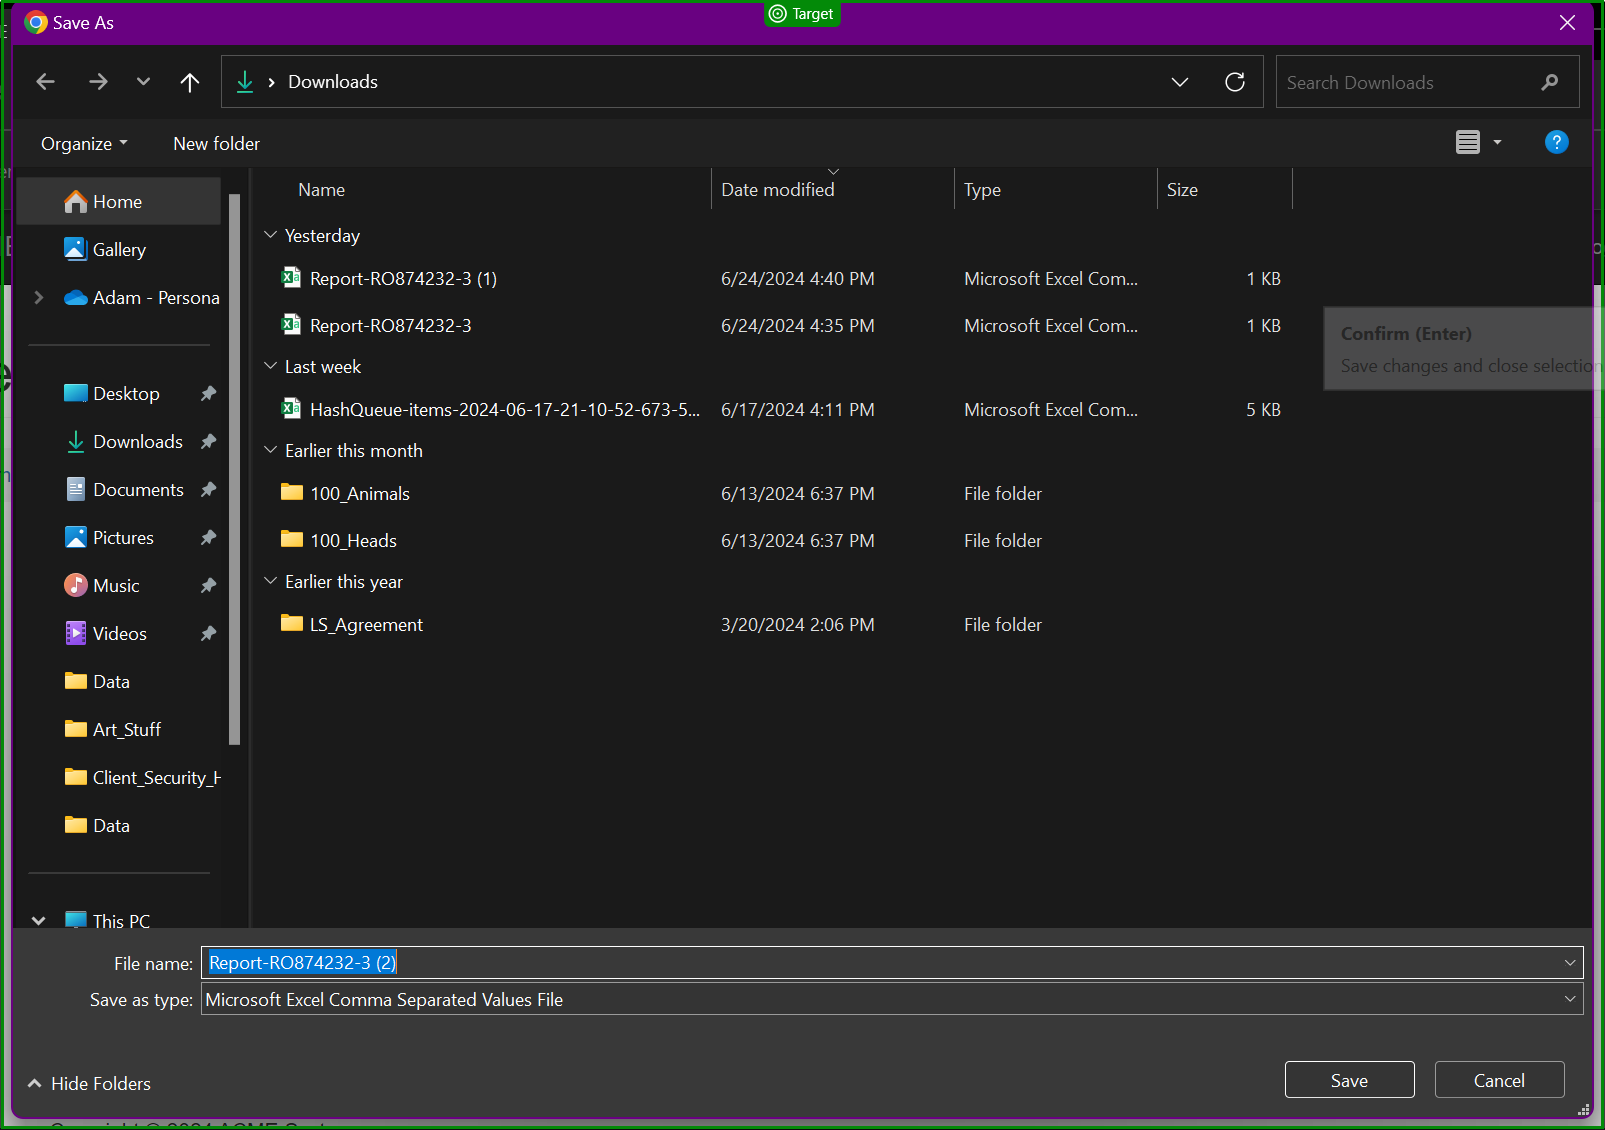 Save As
Target
Downloads
Search Downloads
Organize
New folder
Name
Date modified
Type
Size
Home
Gallery
Adam - Persona
Desktop
Downloads
Documents
Pictures
Music
Videos
Data
Art_Stuff
Client_Security_H
Data
This PC
Yesterday
Report-RO874232-3 (1) 6/24/2024 4:40 PM Microsoft Excel Com... 1 KB
Report-RO874232-3 6/24/2024 4:35 PM Microsoft Excel Com... 1 KB
Last week
HashQueue-items-2024-06-17-21-10-52-673-5... 6/17/2024 4:11 PM Microsoft Excel Com... 5 KB
Earlier this month
100_Animals 6/13/2024 6:37 PM File folder
100_Heads 6/13/2024 6:37 PM File folder
Earlier this year
LS_Agreement 3/20/2024 2:06 PM File folder
Confirm (Enter)
Save changes and close selection
File name: Report-RO874232-3 (2)
Save as type: Microsoft Excel Comma Separated Values File
Hide Folders
Save
Cancel